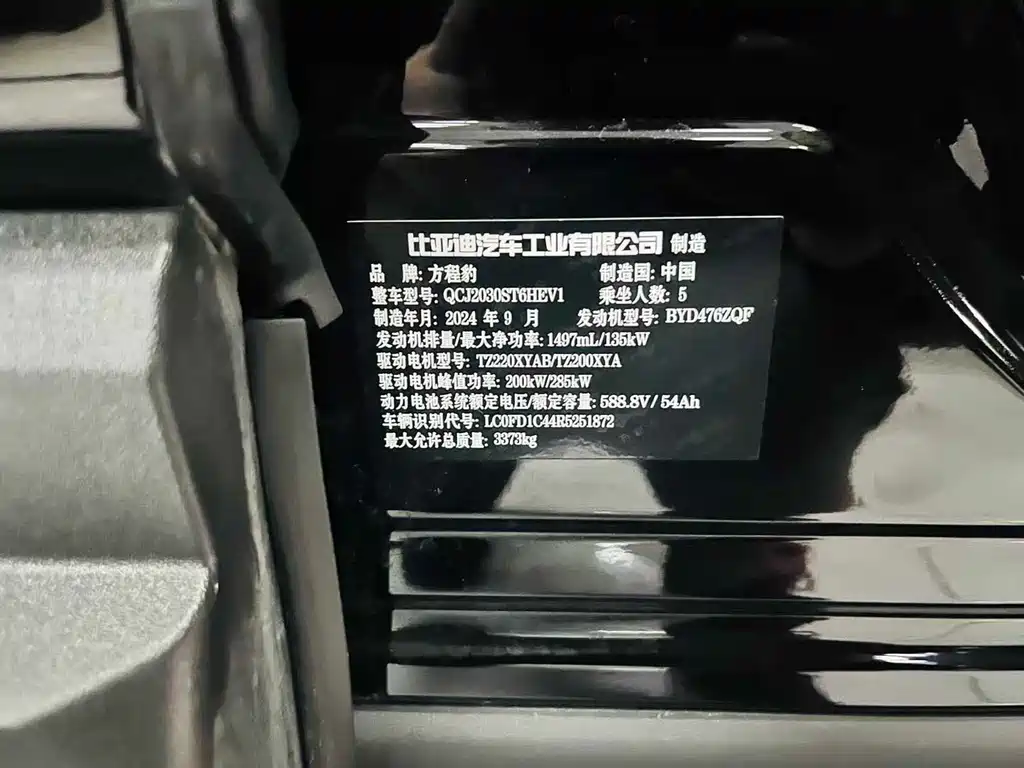 比亚迪汽车工业有限公司 制造
品 牌: 方程豹 制造国: 中国
整车型号: QCJ2030ST6HEV1 乘坐人数: 5
制造年月: 2024 年 9 月 发动机型号: BYD476ZQF
发动机排量/最大净功率: 1497mL/135kW
驱动电机型号: TZ220XYAB/TZ200XYA
驱动电机峰值功率: 200kW/285kW
动力电池系统额定电压/额定容量: 588.8V/ 54Ah
车辆识别代号: LC0FD1C44R5251872
最大允许总质量: 3373kg